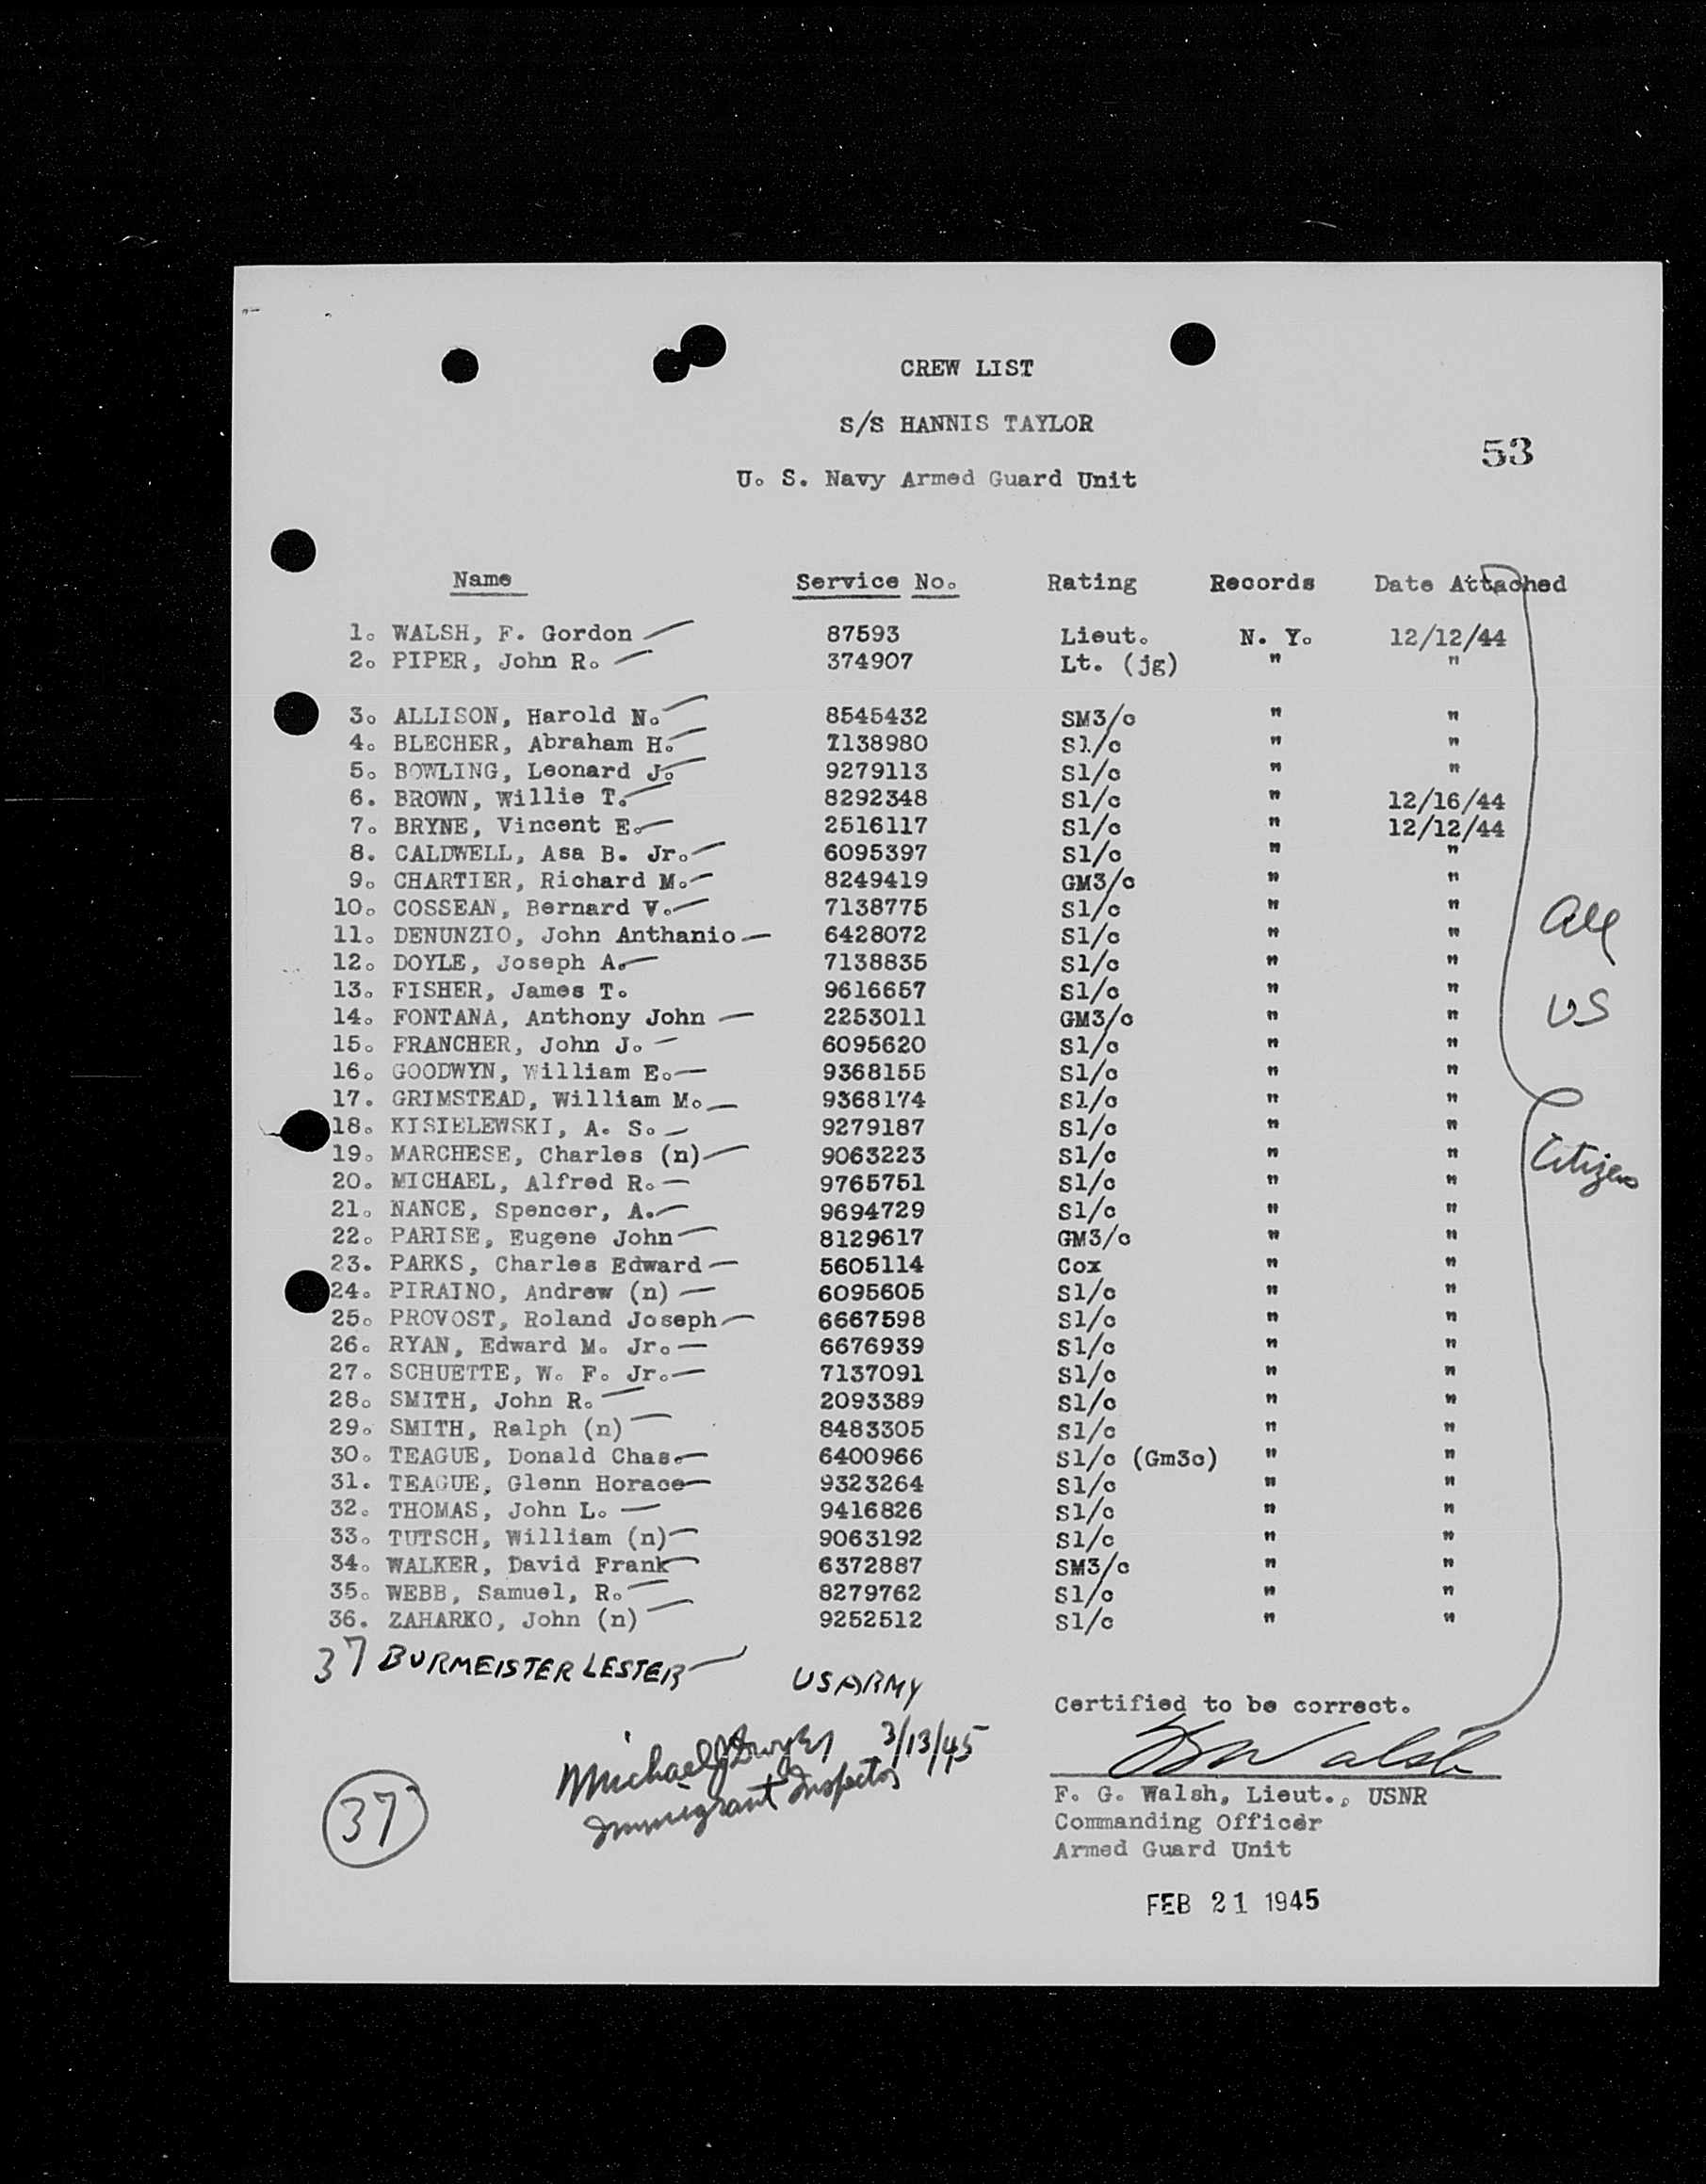 CREW LIST
S/S HANNIS TAYLOR
53
U. S. Navy Armed Guard Unit
Name Service No. Rating Records Date Attached
1. WALSH, F. Gordon 87593 Lieut. N. Y. 12/12/44
2. PIPER, John R. 374907 Lt. (jg) " "
3. ALLISON, Harold N. 8545432 SM3/c " "
4. BLECHER, Abraham H. 7138980 S1/c " "
5. BOWLING, Leonard J. 9279113 S1/c " "
6. BROWN, Willie T. 8292348 S1/c " 12/16/44
7. BRYNE, Vincent E. 2516117 S1/c " 12/12/44
8. CALDWELL, Asa B. Jr. 6095397 S1/c " "
9. CHARTIER, Richard M. 8249419 GM3/c " "
10. COSSEAN, Bernard V. 7138775 S1/c " "
11. DENUNZIO, John Anthanio 6428072 S1/c " "
12. DOYLE, Joseph A. 7138835 S1/c " "
13. FISHER, James T. 9616657 S1/c " "
14. FONTANA, Anthony John 2253011 GM3/c " "
15. FRANCHER, John J. 6095620 S1/c " "
16. GOODWYN, William E. 9368155 S1/c " "
17. GRIMSTEAD, William M. 9368174 S1/c " "
18. KISIELEWSKI, A. S. 9279187 S1/c " "
19. MARCHESE, Charles (n) 9063223 S1/c " "
20. MICHAEL, Alfred R. 9765751 S1/c " "
21. NANCE, Spencer, A. 9694729 S1/c " "
22. PARISE, Eugene John 8129617 GM3/c " "
23. PARKS, Charles Edward 5605114 Cox " "
24. PIRAINO, Andrew (n) 6095605 S1/c " "
25. PROVOST, Roland Joseph 6667598 S1/c " "
26. RYAN, Edward M. Jr. 6676939 S1/c " "
27. SCHUETTE, W. F. Jr. 7137091 S1/c " "
28. SMITH, John R. 2093389 S1/c " "
29. SMITH, Ralph (n) 8483305 S1/c " "
30. TEAGUE, Donald Chas. 6400966 S1/c (Gm3c) " "
31. TEAGUE, Glenn Horace 9323264 S1/c " "
32. THOMAS, John L. 9416826 S1/c " "
33. TUTSCH, William (n) 9063192 S1/c " "
34. WALKER, David Frank 6372887 SM3/c " "
35. WEBB, Samuel, R. 8279762 S1/c " "
36. ZAHARKO, John (n) 9252512 S1/c " "
All
US
Citizens
37 BURMEISTER LESTER US ARMY
Certified to be correct.
Michael 3/13/45
Immigrant Inspector
37
F G Walsh
F. G. Walsh, Lieut., USNR
Commanding Officer
Armed Guard Unit
FEB 21 1945